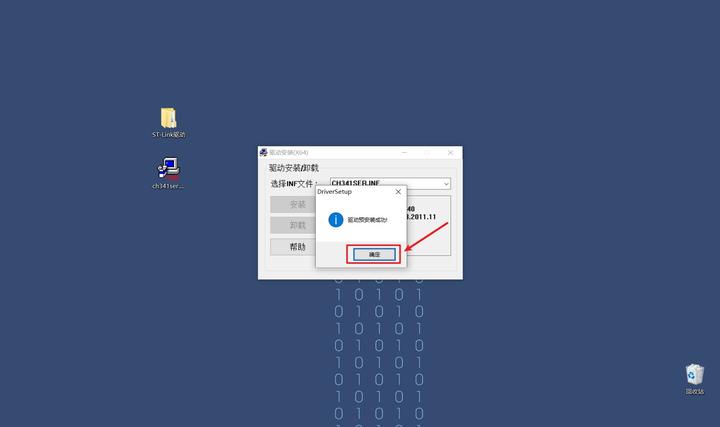 ST-Link驱动
ch341ser....
驱动安装(X64)
驱动安装/卸载
选择INF文件：
CH341SER.INF
安装
卸载
帮助
DriverSetup
驱动预安装成功!
确定
40
.2011.11
0 0 0 0 0
1 0 1 0 1
0 1 0 1 0
0 1 0 1 0
0 1 0 1 0
1 0 1 0 1
0 1 0 1 0
1 0 1 0 1
0 1 0 1 0
回收站